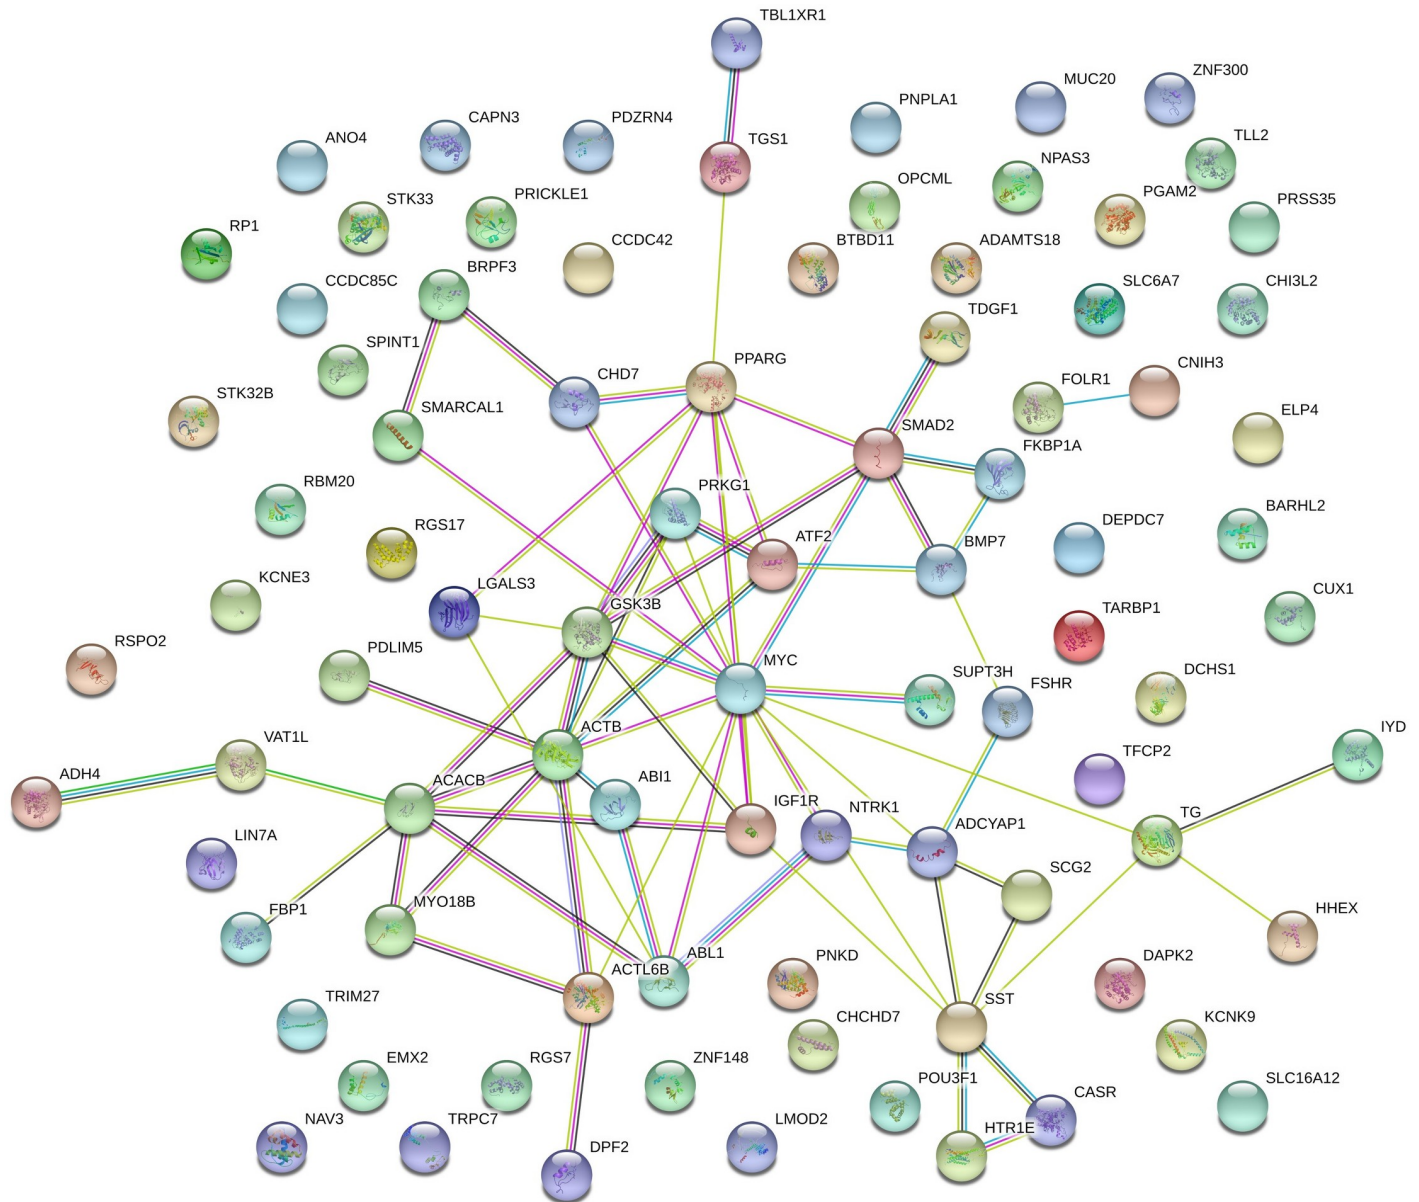 TBL1XR1
ZNF300
MUC20
PNPLA1
CAPN3
PDZRN4
TGS1
ANO4
TLL2
NPAS3
OPCML
PRICKLE1
STK33
PGAM2
PRSS35
RP1
CCDC42
BTBD11
ADAMTS18
BRPF3
CCDC85C
SLC6A7
CHI3L2
TDGF1
SPINT1
CHD7
PPARG
CNIH3
FOLR1
STK32B
SMARCAL1
SMAD2
ELP4
FKBP1A
RBM20
PRKG1
BARHL2
DEPDC7
RGS17
ATF2
BMP7
KCNE3
LGALS3
GSK3B
CUX1
TARBP1
RSPO2
PDLIM5
MYC
SUPT3H
FSHR
DCHS1
ACTB
IYD
VAT1L
TFCP2
ADH4
ACACB
ABI1
IGF1R
NTRK1
ADCYAP1
TG
LIN7A
SCG2
FBP1
MYO18B
HHEX
ACTL6B
ABL1
PNKD
DAPK2
TRIM27
SST
CHCHD7
KCNK9
EMX2
RGS7
ZNF148
POU3F1
SLC16A12
CASR
NAV3
TRPC7
LMOD2
HTR1E
DPF2